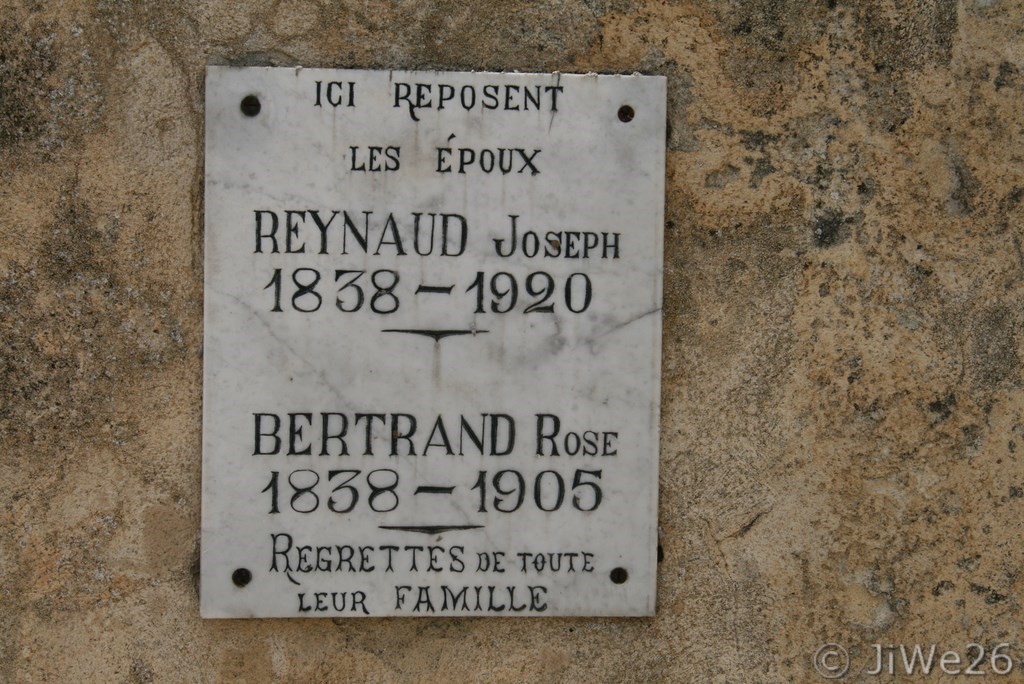 ICI REPOSENT
LES ÉPOUX
REYNAUD JOSEPH
1838 – 1920
BERTRAND ROSE
1838 – 1905
REGRETTÉS DE TOUTE
LEUR FAMILLE
© JiWe26